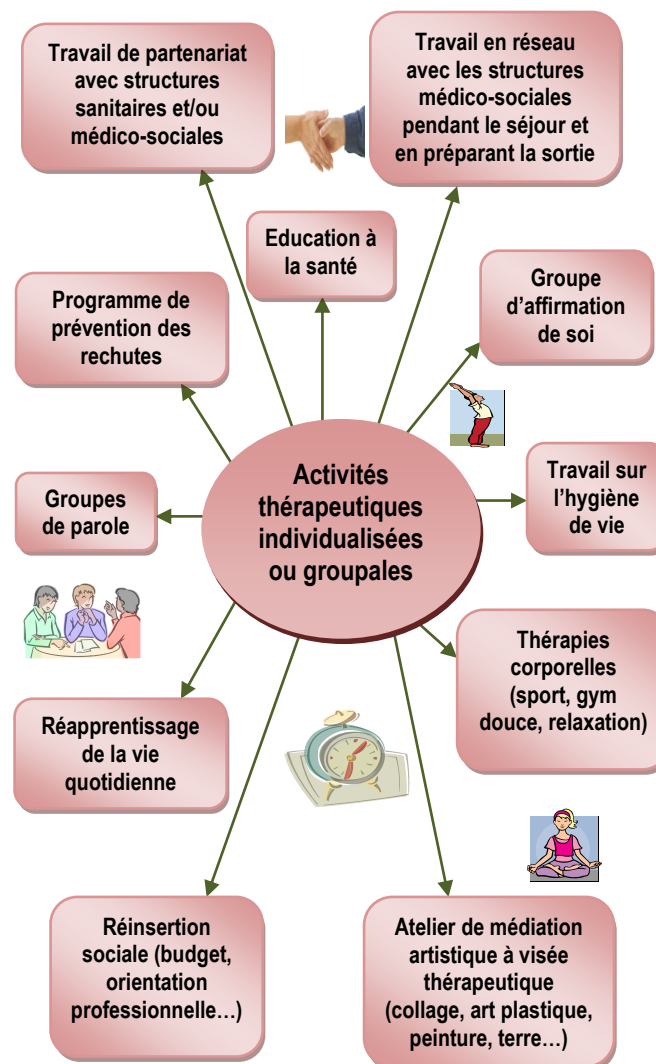 Travail de partenariat
avec structures
sanitaires et/ou
médico-sociales
Travail en réseau
avec les structures
médico-sociales
pendant le séjour et
en préparant la sortie
Education à
la santé
Programme de
prévention des
rechutes
Groupe
d’affirmation
de soi
Activités
thérapeutiques
individualisées
ou groupales
Groupes
de parole
Travail sur
l’hygiène
de vie
Thérapies
corporelles
(sport, gym
douce, relaxation)
Réapprentissage
de la vie
quotidienne
Réinsertion
sociale (budget,
orientation
professionnelle…)
Atelier de médiation
artistique à visée
thérapeutique
(collage, art plastique,
peinture, terre…)